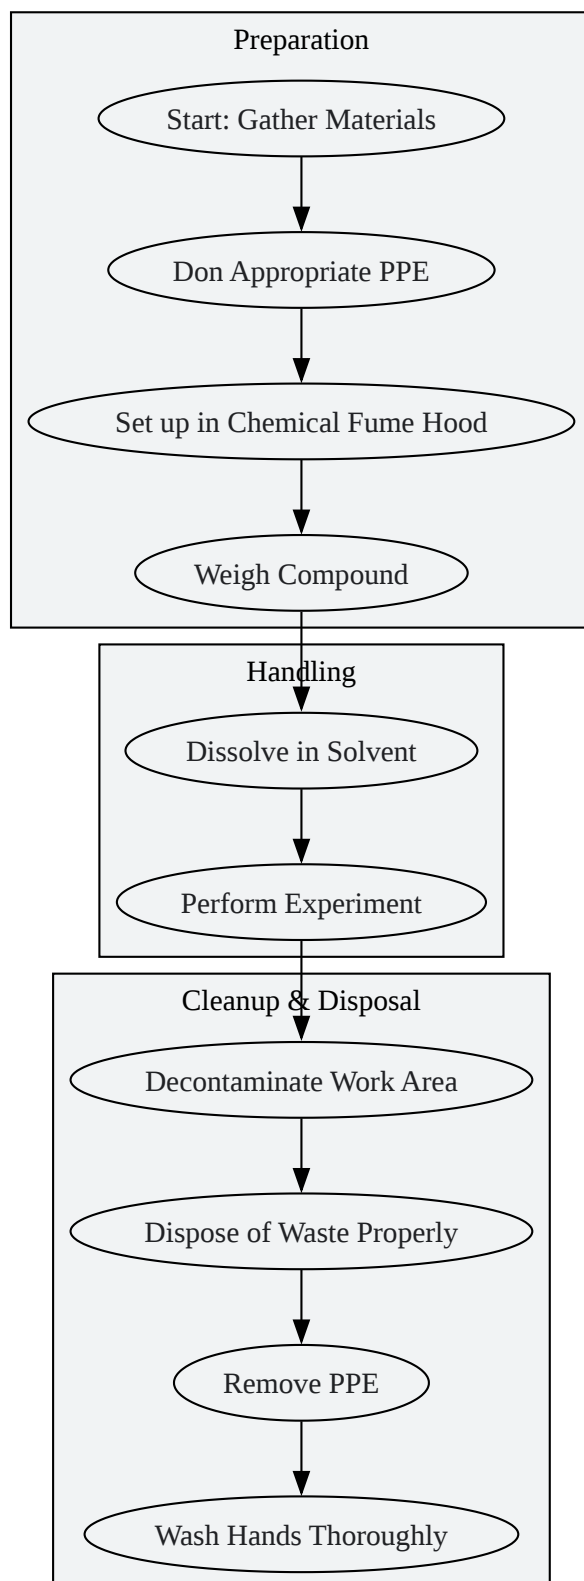 Preparation
Start: Gather Materials
Don Appropriate PPE
Set up in Chemical Fume Hood
Weigh Compound
Handling
Dissolve in Solvent
Perform Experiment
Cleanup & Disposal
Decontaminate Work Area
Dispose of Waste Properly
Remove PPE
Wash Hands Thoroughly